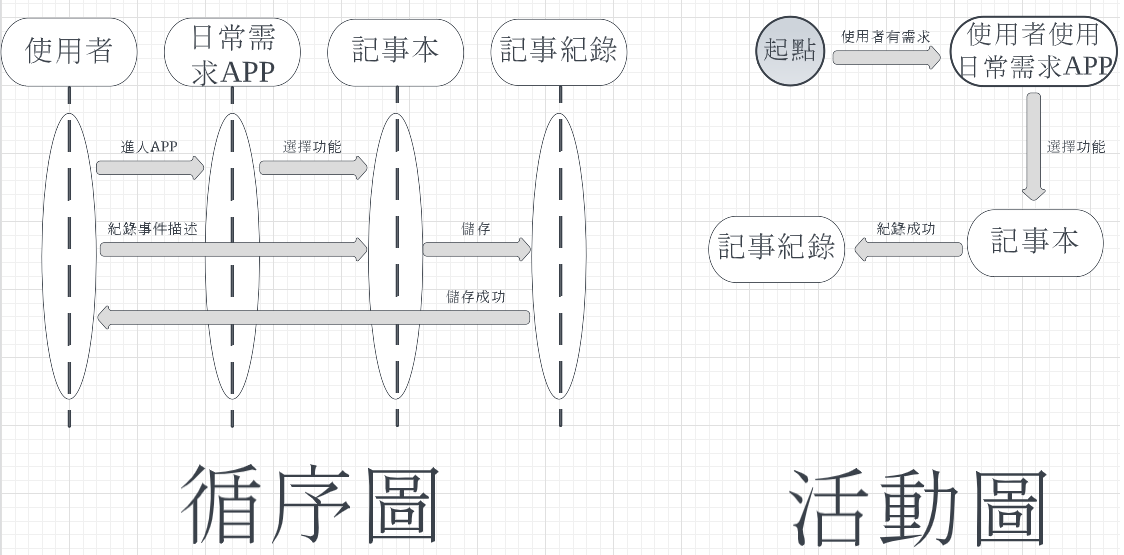 使用者
日常需
求APP
記事本
記事紀錄
進入APP
選擇功能
紀錄事件描述
儲存
儲存成功
循序圖
起點
使用者有需求
使用者使用
日常需求APP
選擇功能
記事本
紀錄成功
記事紀錄
活動圖